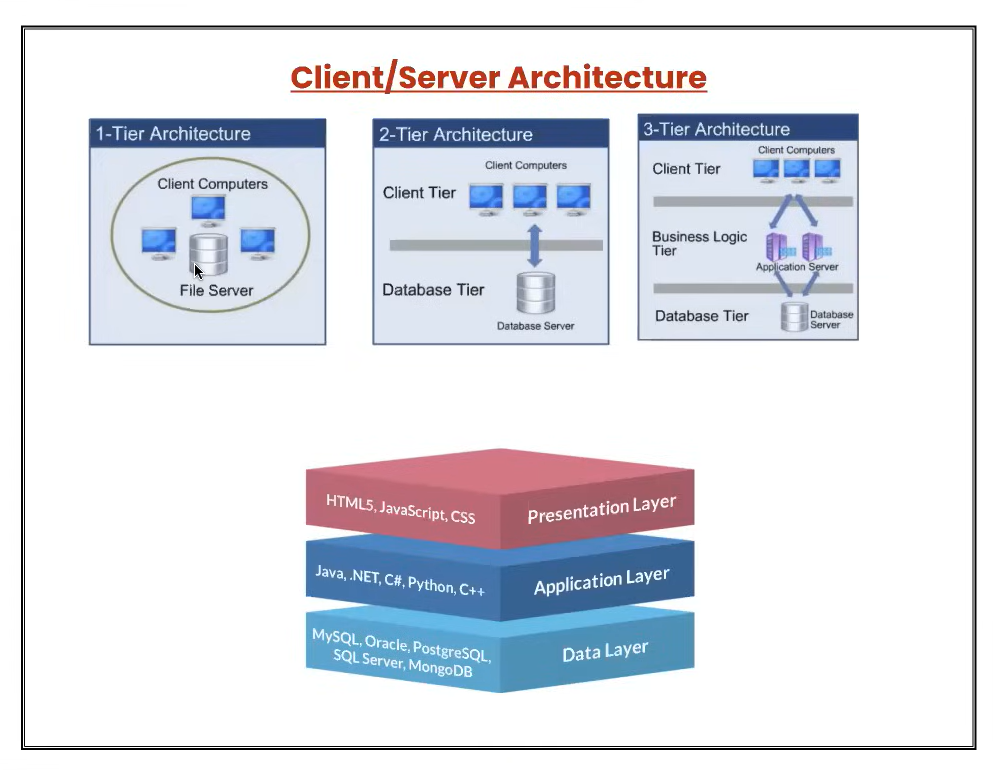 Client/Server Architecture
1-Tier Architecture
Client Computers
File Server
2-Tier Architecture
Client Computers
Client Tier
Database Tier
Database Server
3-Tier Architecture
Client Computers
Client Tier
Business Logic
Tier
Application Server
Database Tier
Database
Server
HTML5, JavaScript, CSS
Presentation Layer
Java, .NET, C#, Python, C++
Application Layer
MySQL, Oracle, PostgreSQL,
SQL Server, MongoDB
Data Layer